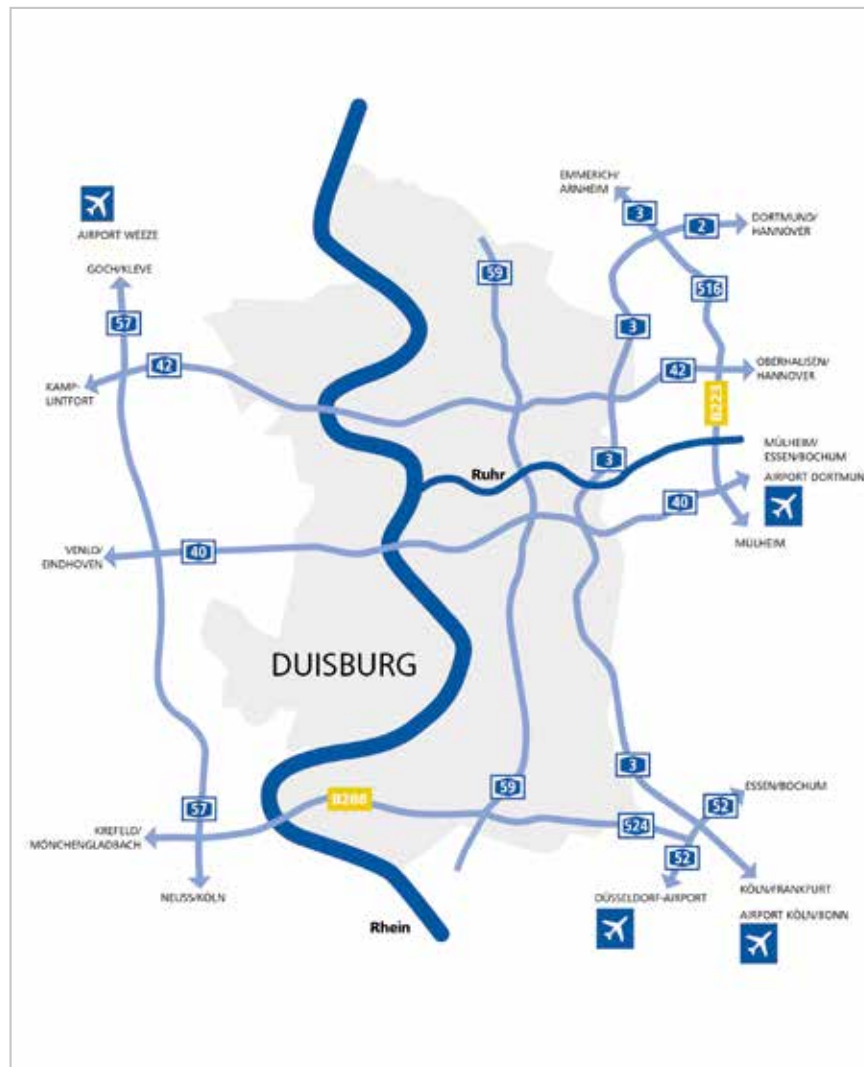 EMMERICH/
ARNHEIM
3
2
DORTMUND/
HANNOVER
AIRPORT WEEZE
59
GOCH/KLEVE
516
57
3
42
KAMP-
LINTFORT
42
OBERHAUSEN/
HANNOVER
B223
MÜLHEIM/
ESSEN/BOCHUM
3
Ruhr
AIRPORT DORTMUN
40
VENLO/
EINDHOVEN
40
MÜLHEIM
DUISBURG
3
59
ESSEN/BOCHUM
57
B288
52
524
KREFELD/
MÖNCHENGLADBACH
52
NEUSS/KÖLN
DÜSSELDORF-AIRPORT
KÖLN/FRANKFURT
AIRPORT KÖLN/BONN
Rhein